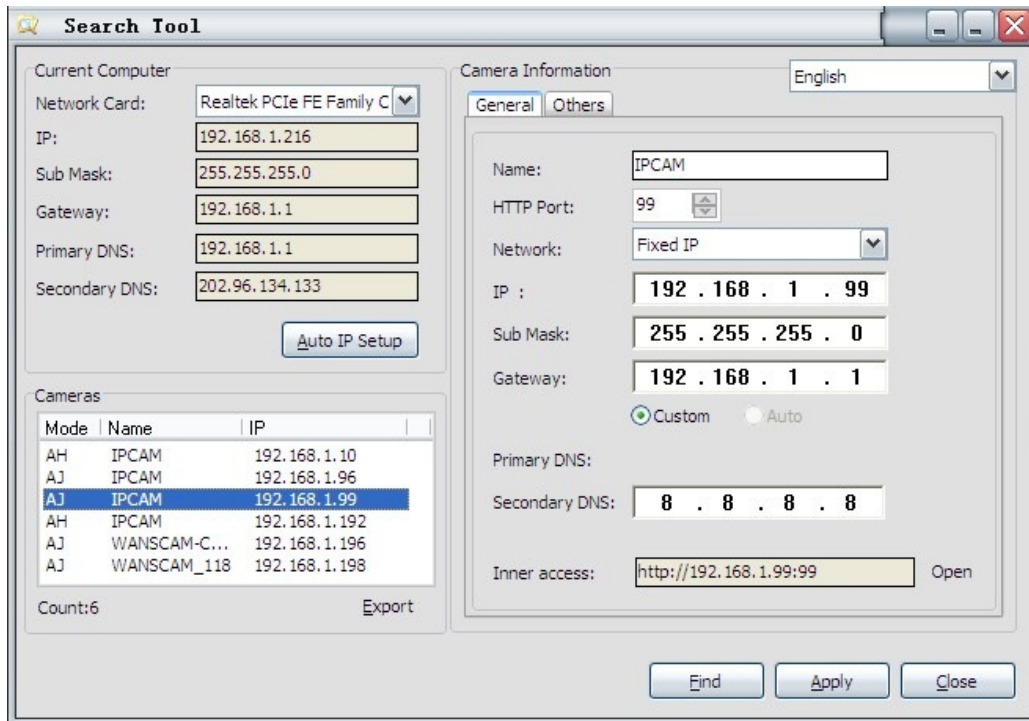 Search Tool
Current Computer
Network Card: Realtek PCIe FE Family C
IP: 192.168.1.216
Sub Mask: 255.255.255.0
Gateway: 192.168.1.1
Primary DNS: 192.168.1.1
Secondary DNS: 202.96.134.133
Auto IP Setup
Cameras
Mode Name IP
AH IPCAM 192.168.1.10
AJ IPCAM 192.168.1.96
AJ IPCAM 192.168.1.99
AH IPCAM 192.168.1.192
AJ WANSCAM-C... 192.168.1.196
AJ WANSCAM_118 192.168.1.198
Count:6 Export
Camera Information
English
General Others
Name: IPCAM
HTTP Port: 99
Network: Fixed IP
IP : 192 . 168 . 1 . 99
Sub Mask: 255 . 255 . 255 . 0
Gateway: 192 . 168 . 1 . 1
Custom Auto
Primary DNS:
Secondary DNS: 8 . 8 . 8 . 8
Inner access: http://192.168.1.99:99 Open
Find Apply Close